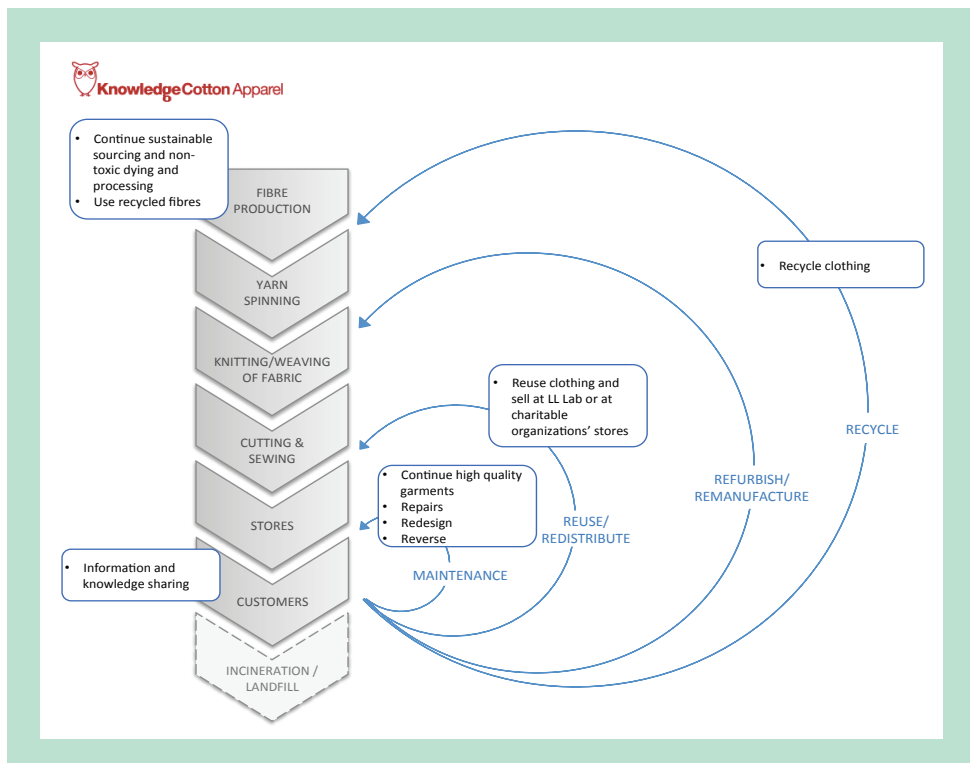 KnowledgeCotton Apparel
• Continue sustainable
sourcing and non-
toxic dying and
processing
• Use recycled fibres
FIBRE
PRODUCTION
YARN
SPINNING
• Recycle clothing
KNITTING/WEAVING
OF FABRIC
• Reuse clothing and
sell at LL Lab or at
charitable
organizations' stores
CUTTING &
SEWING
RECYCLE
• Continue high quality
garments
• Repairs
• Redesign
• Reverse
REFURBISH/
REMANUFACTURE
STORES
REUSE/
REDISTRIBUTE
• Information and
knowledge sharing
MAINTENANCE
CUSTOMERS
INCINERATION /
LANDFILL